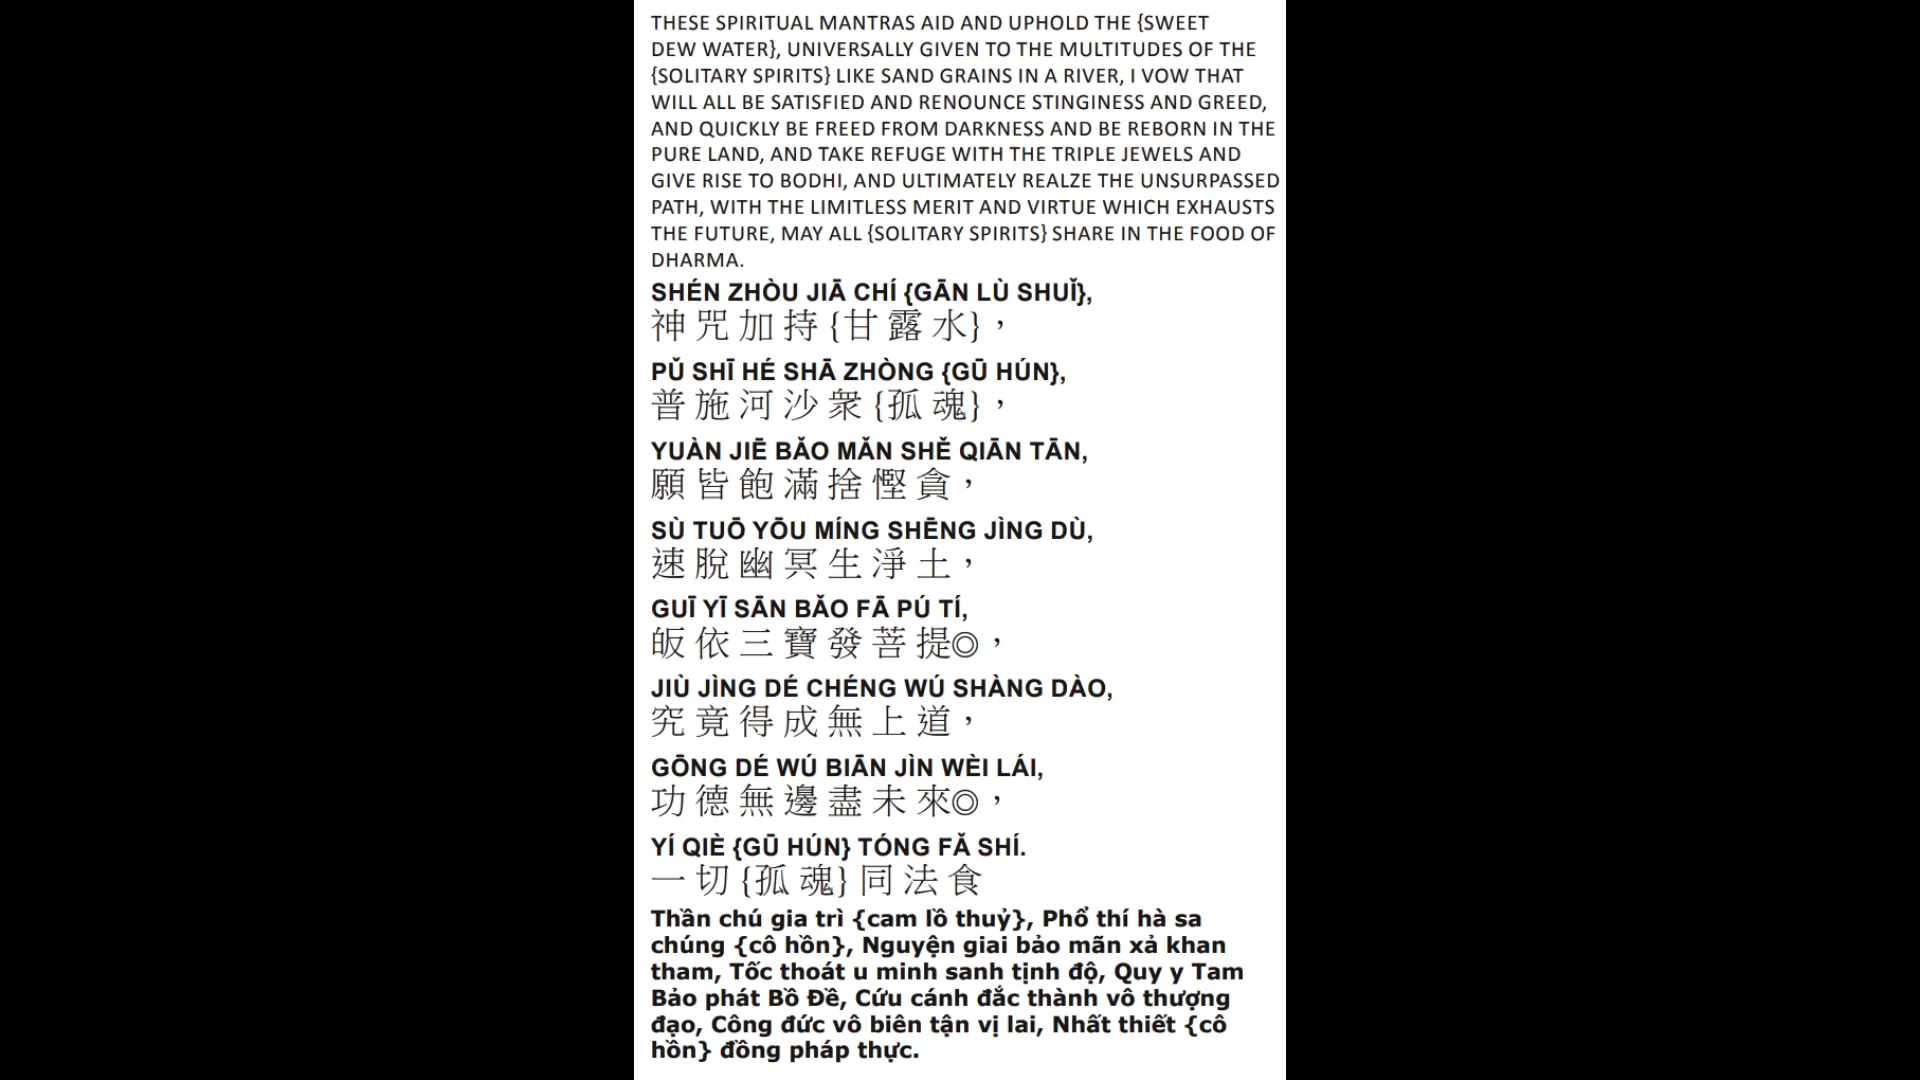 THESE SPIRITUAL MANTRAS AID AND UPHOLD THE {SWEET
DEW WATER}, UNIVERSALLY GIVEN TO THE MULTITUDES OF THE
{SOLITARY SPIRITS} LIKE SAND GRAINS IN A RIVER, I VOW THAT
WILL ALL BE SATISFIED AND RENOUNCE STINGINESS AND GREED,
AND QUICKLY BE FREED FROM DARKNESS AND BE REBORN IN THE
PURE LAND, AND TAKE REFUGE WITH THE TRIPLE JEWELS AND
GIVE RISE TO BODHI, AND ULTIMATELY REALZE THE UNSURPASSED
PATH, WITH THE LIMITLESS MERIT AND VIRTUE WHICH EXHAUSTS
THE FUTURE, MAY ALL {SOLITARY SPIRITS} SHARE IN THE FOOD OF
DHARMA.
SHÉN ZHÒU JIĀ CHÍ {GĀN LÙ SHUǏ},
神 咒 加 持 {甘 露 水},
PǓ SHĪ HÉ SHĀ ZHÒNG {GŪ HÚN},
普 施 河 沙 衆 {孤 魂},
YUÀN JIĒ BǍO MǍN SHĚ QIĀN TĀN,
願 皆 飽 滿 捨 慳 貪,
SÙ TUŌ YŌU MÍNG SHĒNG JÌNG DÙ,
速 脫 幽 冥 生 淨 土,
GUĪ YĪ SĀN BǍO FĀ PÚ TÍ,
皈 依 三 寶 發 菩 提◎,
JIÙ JÌNG DÉ CHÉNG WÚ SHÀNG DÀO,
究 竟 得 成 無 上 道,
GŌNG DÉ WÚ BIĀN JÌN WÈI LÁI,
功 德 無 邊 盡 未 來◎,
YÍ QIÈ {GŪ HÚN} TÓNG FǍ SHÍ.
一 切 {孤 魂} 同 法 食
Thần chú gia trì {cam lồ thuỷ}, Phổ thí hà sa
chúng {cô hồn}, Nguyện giai bảo mãn xả khan
tham, Tốc thoát u minh sanh tịnh độ, Quy y Tam
Bảo phát Bồ Đề, Cứu cánh đắc thành vô thượng
đạo, Công đức vô biên tận vị lai, Nhất thiết {cô
hồn} đồng pháp thực.